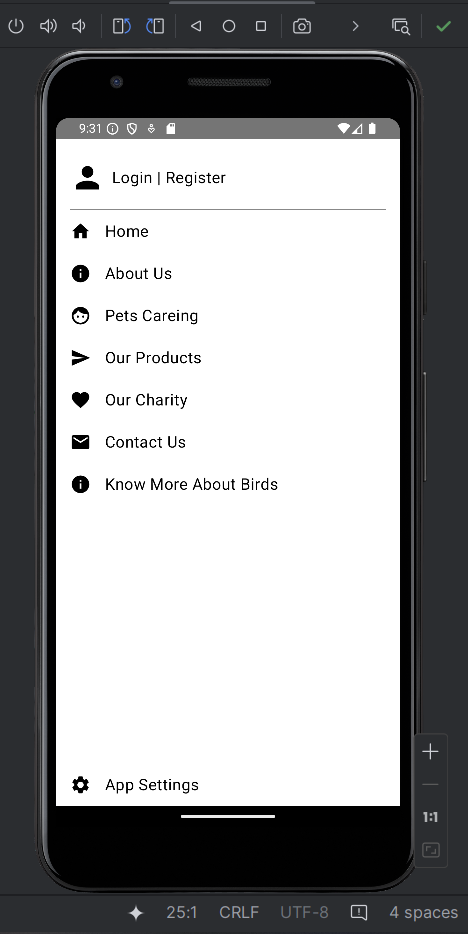 9:31
Login | Register
Home
About Us
Pets Careing
Our Products
Our Charity
Contact Us
Know More About Birds
App Settings
1:1
25:1 CRLF UTF-8 4 spaces